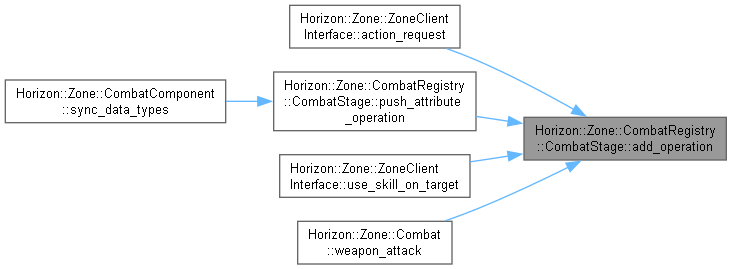 Horizon::Zone::ZoneClient
Interface::action_request
Horizon::Zone::CombatComponent
::sync_data_types
Horizon::Zone::CombatRegistry
::CombatStage::push_attribute
_operation
Horizon::Zone::CombatRegistry
::CombatStage::add_operation
Horizon::Zone::ZoneClient
Interface::use_skill_on_target
Horizon::Zone::Combat
::weapon_attack